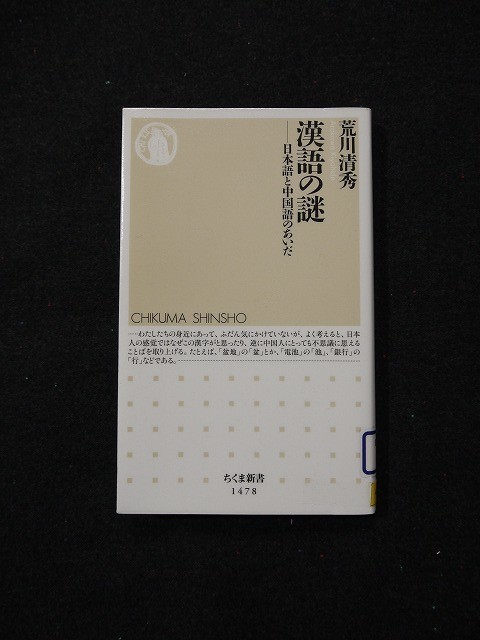 荒川清秀
漢語の謎
──日本語と中国語のあいだ
CHIKUMA SHINSHO
──わたしたちの身近にあって、ふだん気にかけていないが、よく考えると、日本
人の感覚ではなぜこの漢字がと思ったり、逆に中国人にとっても不思議に思える
ことばを取り上げる。たとえば、「盆地」の「盆」とか、「電池」の「池」、「銀行」の
「行」などである。
ちくま新書
1478